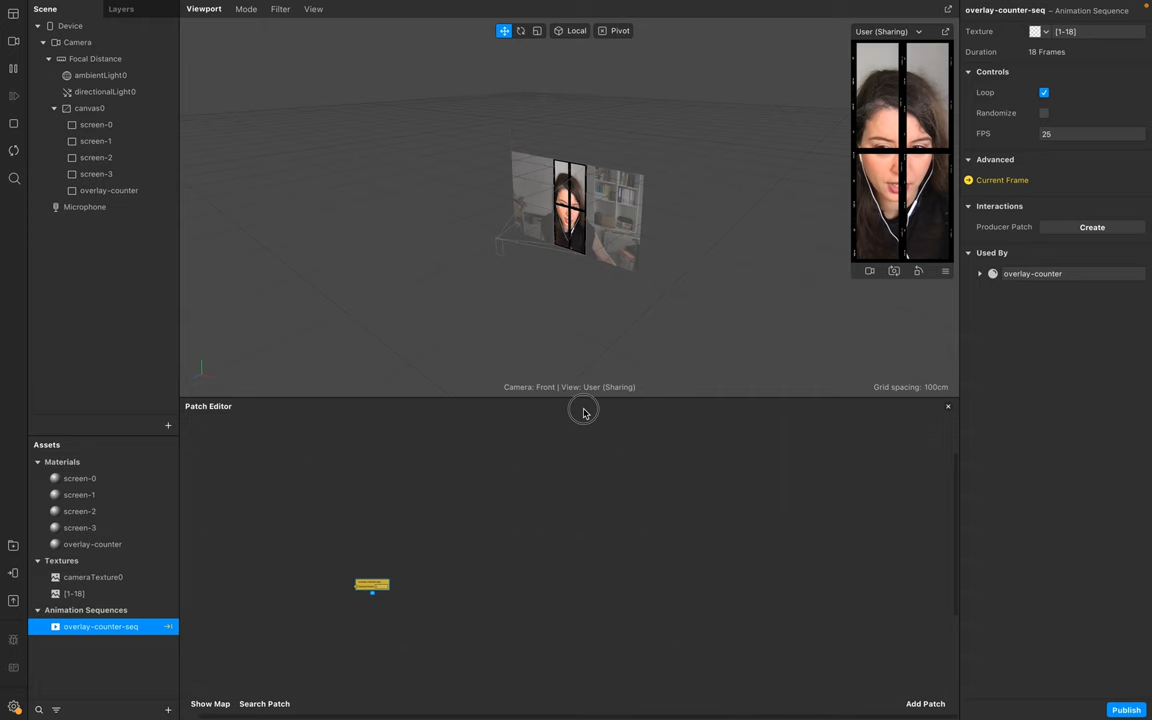 Scene
Layers
Device
Camera
Focal Distance
ambientLight0
directionalLight0
canvas0
screen-0
screen-1
screen-2
screen-3
overlay-counter
Microphone
Assets
Materials
screen-0
screen-1
screen-2
screen-3
overlay-counter
Textures
cameraTexture0
[1-18]
Animation Sequences
overlay-counter-seq
Viewport
Mode
Filter
View
Local
Pivot
User (Sharing)
Camera: Front | View: User (Sharing)
Grid spacing: 100cm
Patch Editor
Show Map
Search Patch
Add Patch
overlay-counter-seq – Animation Sequence
Texture
[1-18]
Duration
18 Frames
Controls
Loop
Randomize
FPS
25
Advanced
Current Frame
Interactions
Producer Patch
Create
Used By
overlay-counter
Publish